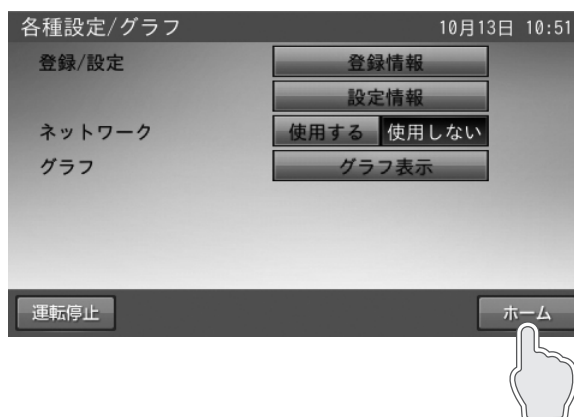 各種設定/グラフ 10月13日 10:51
登録/設定 登録情報
設定情報
ネットワーク 使用する 使用しない
グラフ グラフ表示
運転停止 ホーム